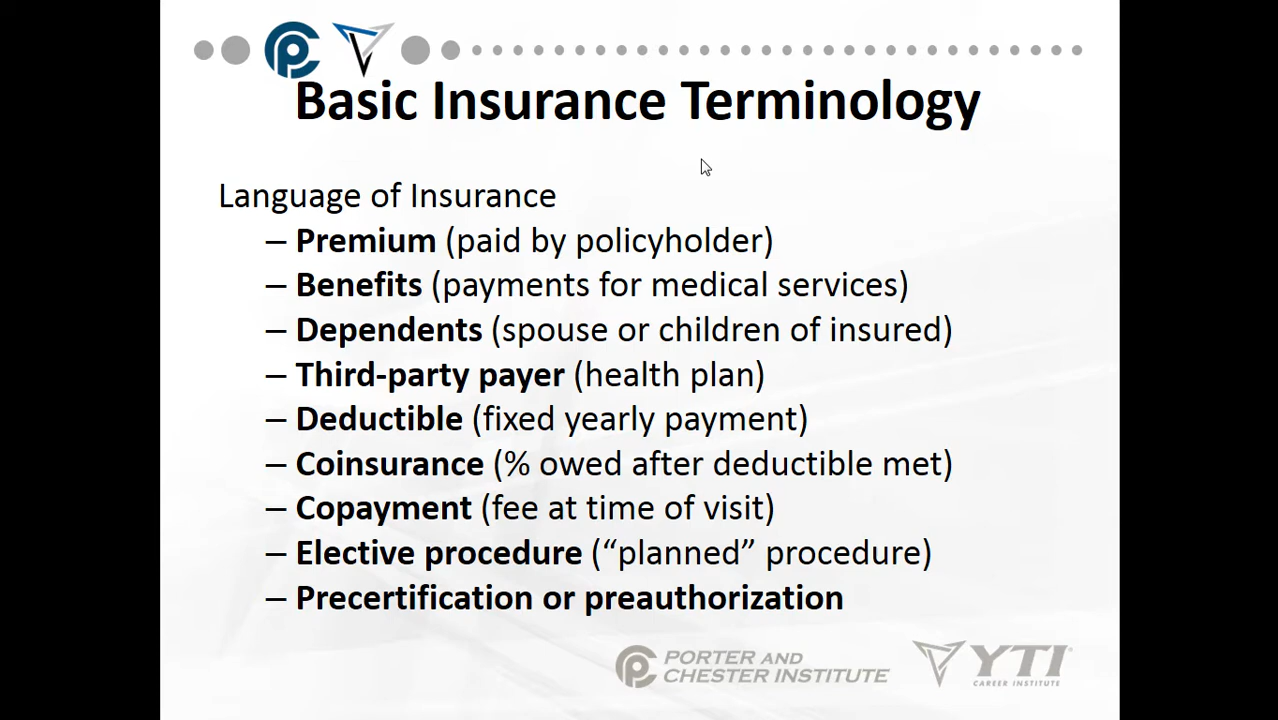 Basic Insurance Terminology
Language of Insurance
– Premium (paid by policyholder)
– Benefits (payments for medical services)
– Dependents (spouse or children of insured)
– Third-party payer (health plan)
– Deductible (fixed yearly payment)
– Coinsurance (% owed after deductible met)
– Copayment (fee at time of visit)
– Elective procedure (“planned” procedure)
– Precertification or preauthorization
PORTER AND
CHESTER INSTITUTE
YTI
CAREER INSTITUTE